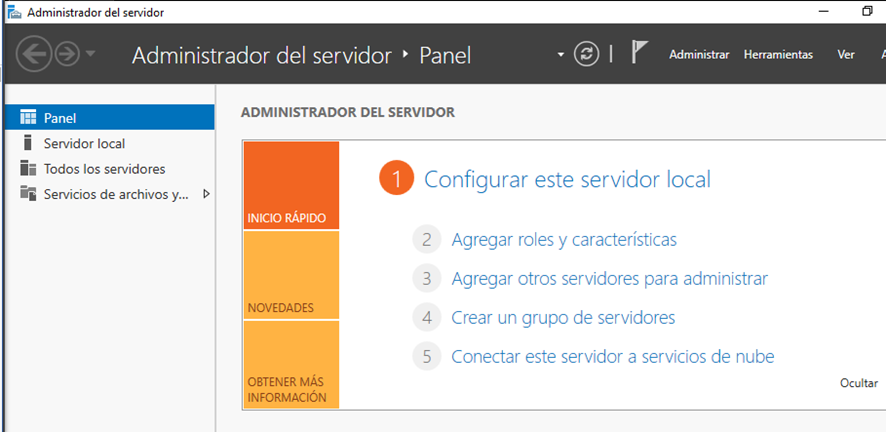 Administrador del servidor
Administrador del servidor ‣ Panel
Administrar Herramientas Ver
Panel
Servidor local
Todos los servidores
Servicios de archivos y...
ADMINISTRADOR DEL SERVIDOR
INICIO RÁPIDO
NOVEDADES
OBTENER MÁS
INFORMACIÓN
1 Configurar este servidor local
2 Agregar roles y características
3 Agregar otros servidores para administrar
4 Crear un grupo de servidores
5 Conectar este servidor a servicios de nube
Ocultar